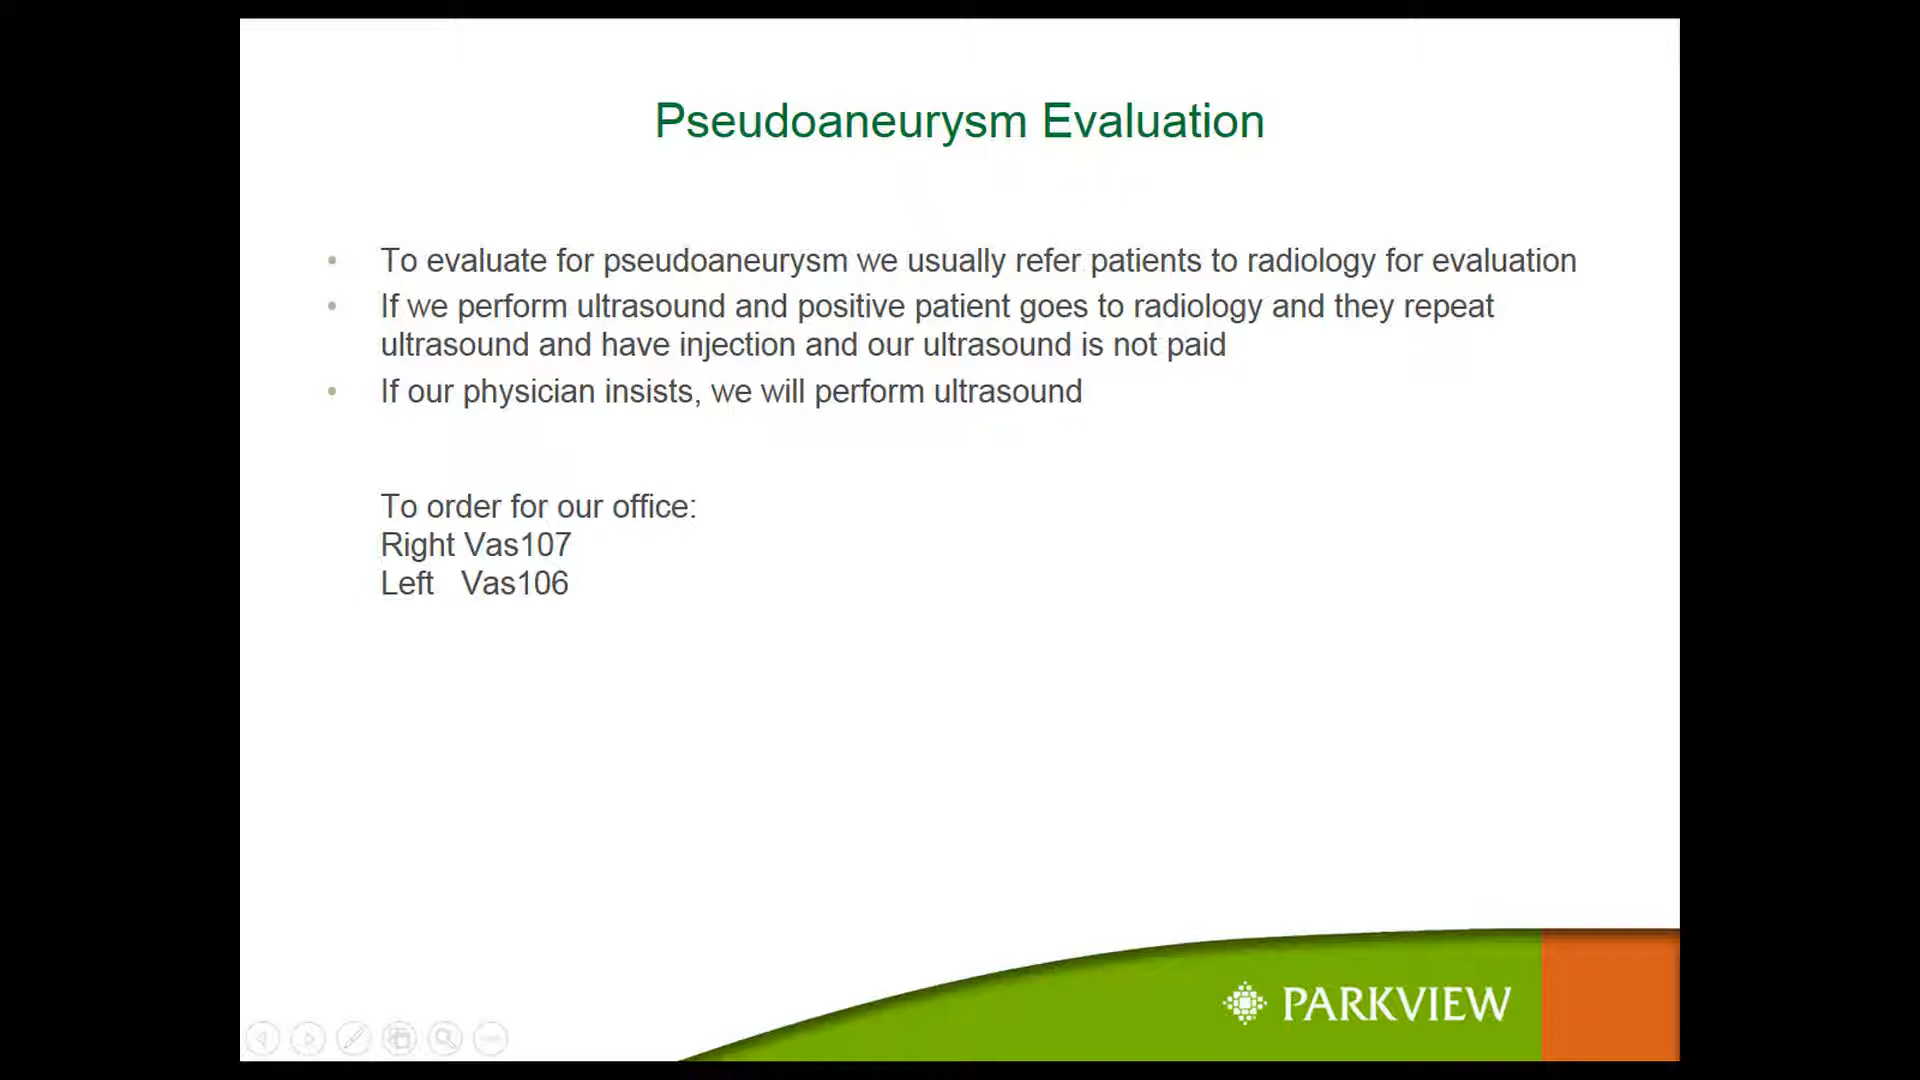 Pseudoaneurysm Evaluation
• To evaluate for pseudoaneurysm we usually refer patients to radiology for evaluation
• If we perform ultrasound and positive patient goes to radiology and they repeat
ultrasound and have injection and our ultrasound is not paid
• If our physician insists, we will perform ultrasound
To order for our office:
Right Vas107
Left Vas106
PARKVIEW